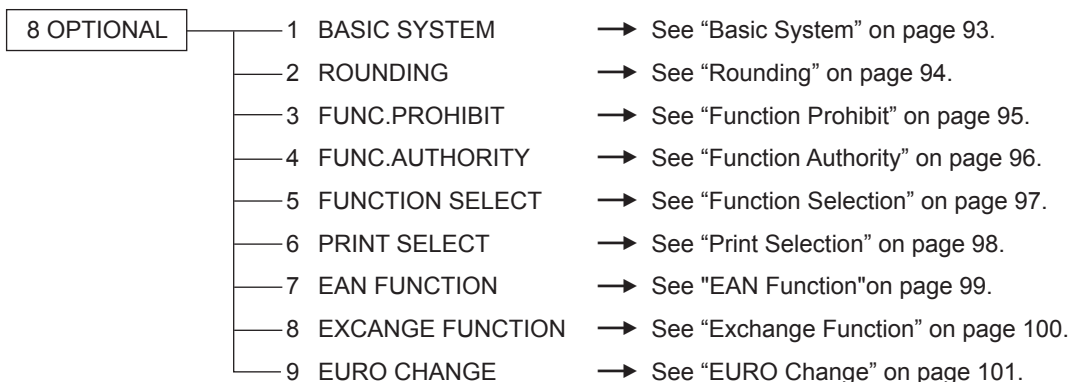 8 OPTIONAL 1 BASIC SYSTEM See “Basic System” on page 93.
2 ROUNDING See “Rounding” on page 94.
3 FUNC.PROHIBIT See “Function Prohibit” on page 95.
4 FUNC.AUTHORITY See “Function Authority” on page 96.
5 FUNCTION SELECT See “Function Selection” on page 97.
6 PRINT SELECT See “Print Selection” on page 98.
7 EAN FUNCTION See "EAN Function"on page 99.
8 EXCANGE FUNCTION See “Exchange Function” on page 100.
9 EURO CHANGE See “EURO Change” on page 101.